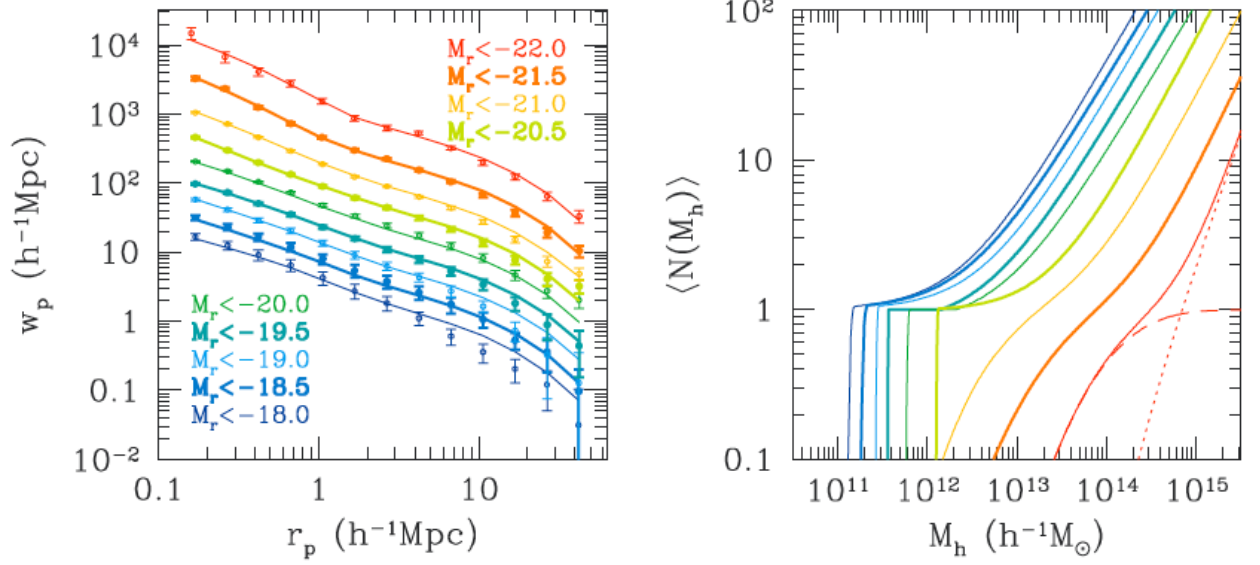 10⁴
10³
10²
10
1
0.1
10⁻²
w_p (h⁻¹Mpc)
M_r<-22.0
M_r<-21.5
M_r<-21.0
M_r<-20.5
M_r<-20.0
M_r<-19.5
M_r<-19.0
M_r<-18.5
M_r<-18.0
0.1 1 10
r_p (h⁻¹Mpc)
10²
10
1
0.1
⟨N(M_h)⟩
10¹¹ 10¹² 10¹³ 10¹⁴ 10¹⁵
M_h (h⁻¹M_⊙)